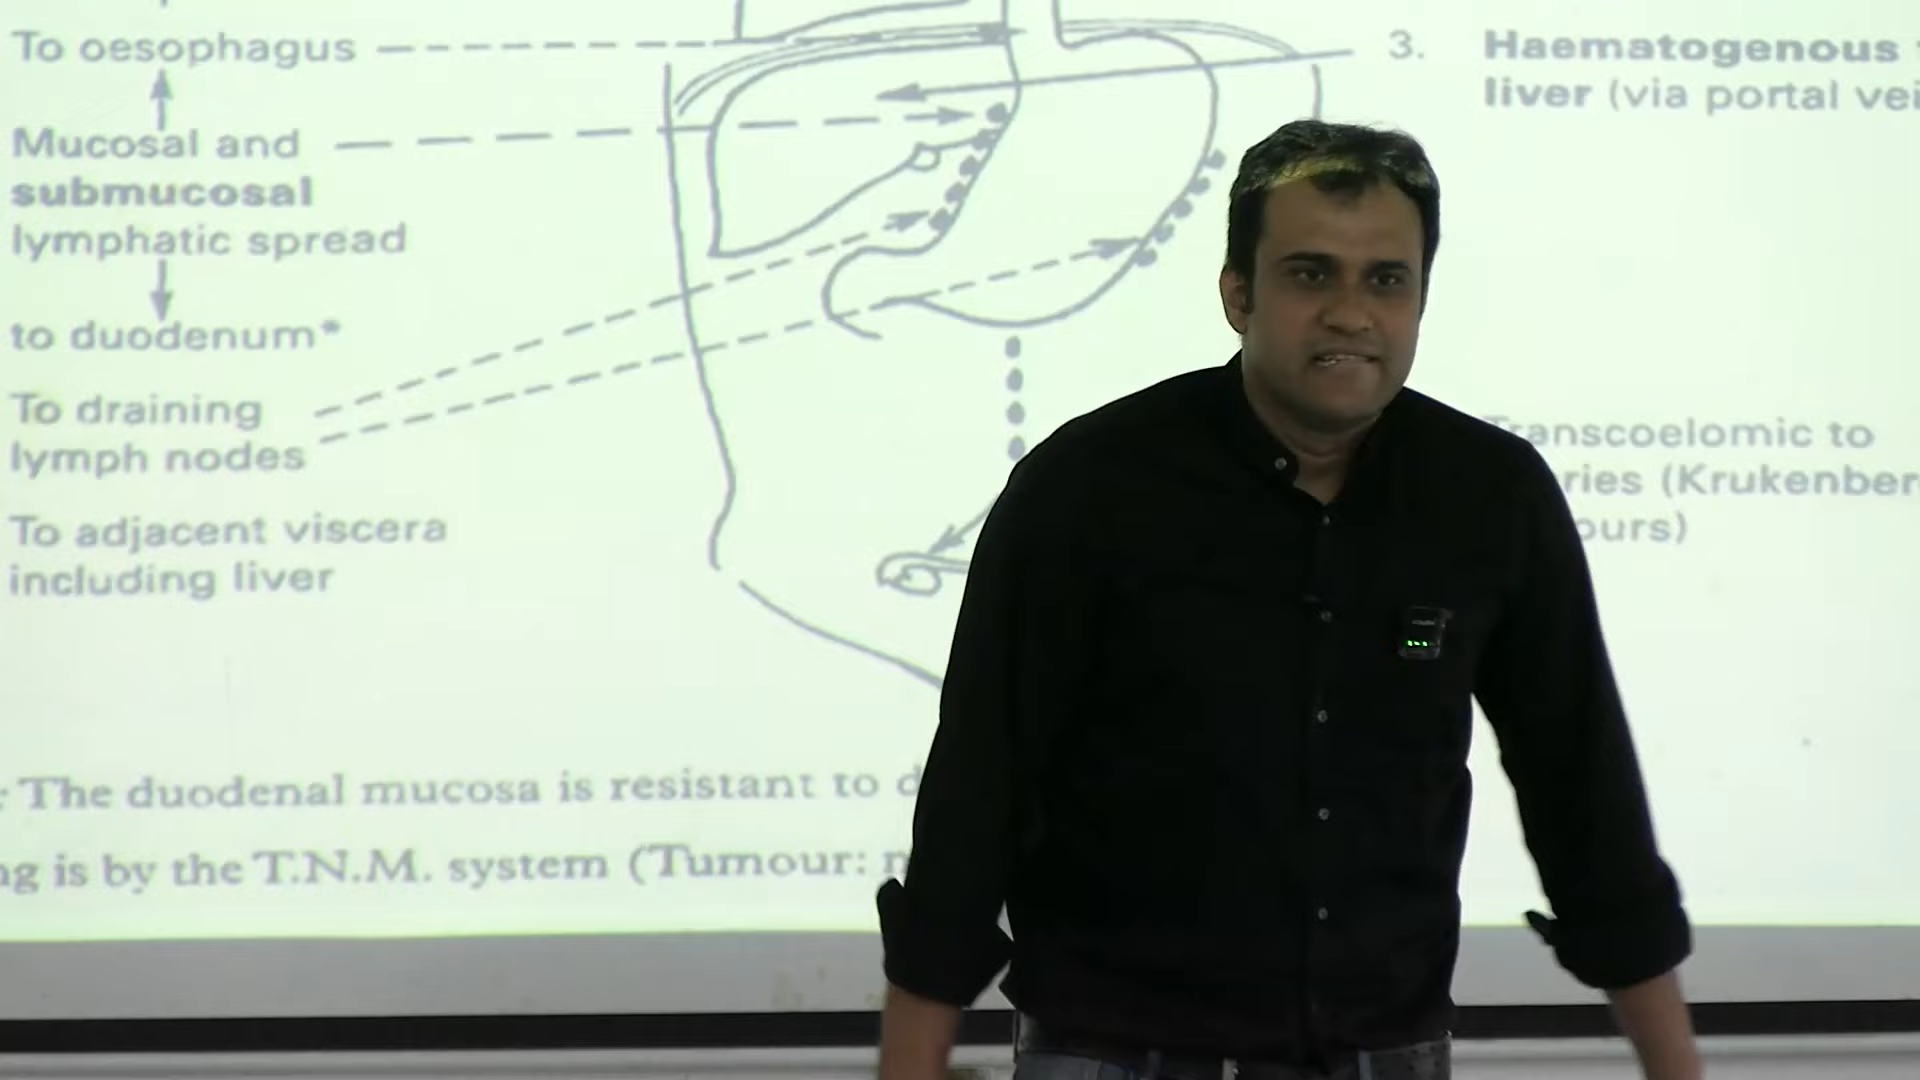 To oesophagus
Mucosal and
submucosal
lymphatic spread
to duodenum*
To draining
lymph nodes
To adjacent viscera
including liver
3. Haematogenous
liver (via portal
Transcoelomic to
(Krukenber
ours)
The duodenal mucosa is resistant to
is by the T.N.M. system (Tumour: